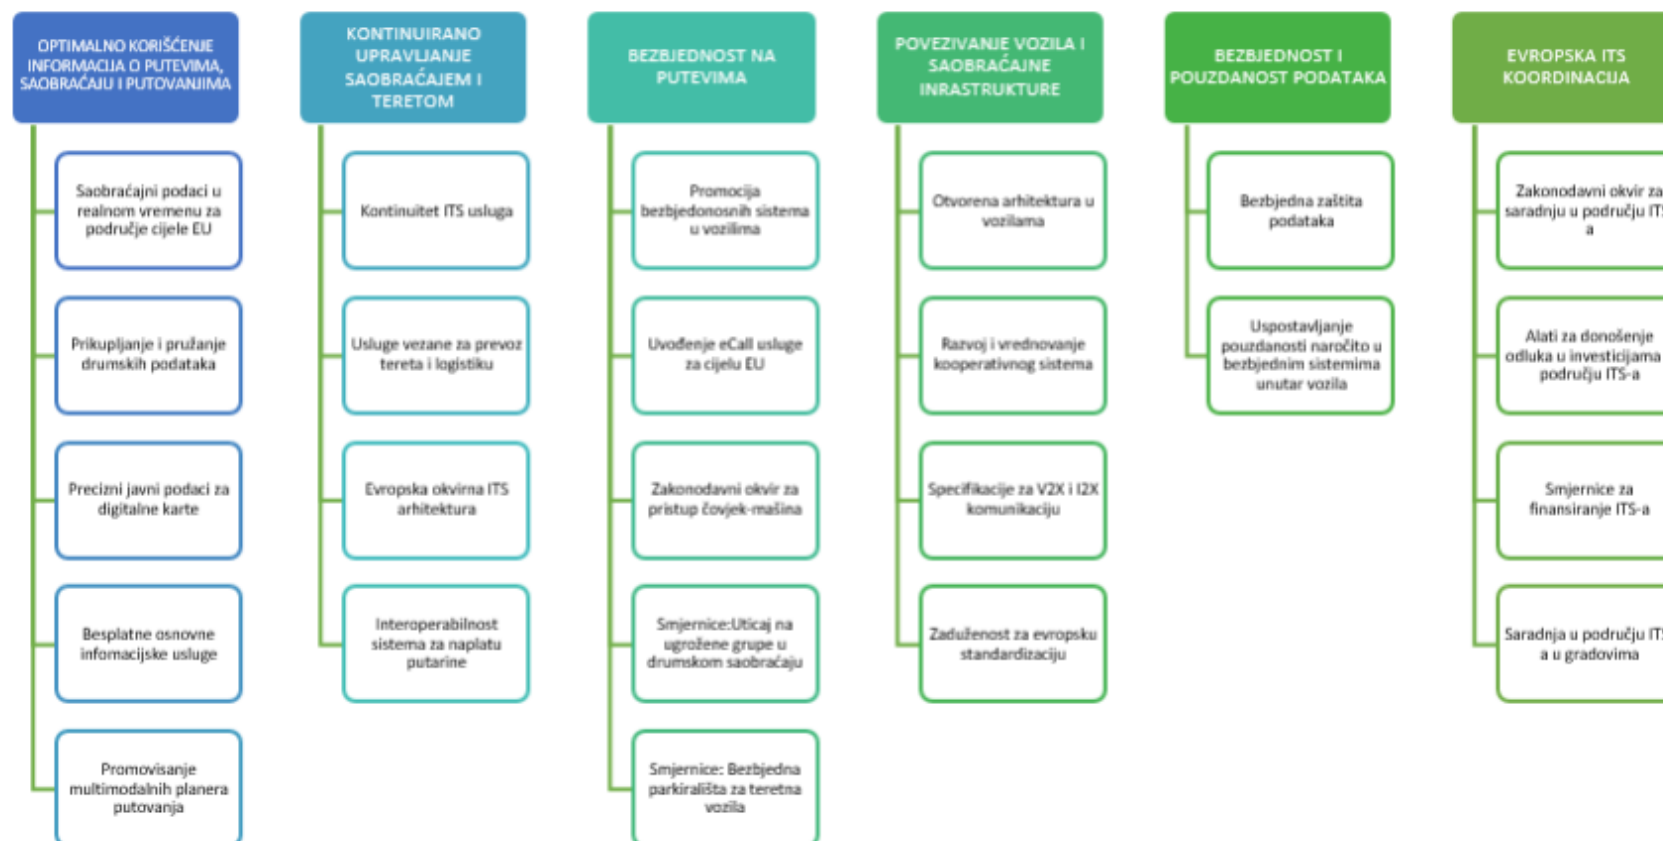 OPTIMALNO KORIŠĆENJE
INFORMACIJA O PUTEVIMA,
SAOBRAĆAJU I PUTOVANJIMA
Saobraćajni podaci u
realnom vremenu za
područje cijele EU
Prikupljanje i pružanje
drumskih podataka
Precizni javni podaci za
digitalne karte
Besplatne osnovne
infomacijske usluge
Promovisanje
multimodalnih planera
putovanja
KONTINUIRANO
UPRAVLJANJE
SAOBRAĆAJEM I
TERETOM
Kontinuitet ITS usluga
Usluge vezane za prevoz
tereta i logistiku
Evropska okvirna ITS
arhitektura
Interoperabilnost
sistema za naplatu
putarine
BEZBJEDNOST NA
PUTEVIMA
Promocija
bezbjedonosnih sistema
u vozilima
Uvođenje eCall usluge
za cijelu EU
Zakonodavni okvir za
pristup čovjek-mašina
Smjernice:Uticaj na
ugrožene grupe u
drumskom saobraćaju
Smjernice: Bezbjedna
parkirališta za teretna
vozila
POVEZIVANJE VOZILA I
SAOBRAĆAJNE
INRASTRUKTURE
Otvorena arhitektura u
vozilama
Razvoj i vrednovanje
kooperativnog sistema
Specifikacije za V2X i I2X
komunikaciju
Zaduženost za evropsku
standardizaciju
BEZBJEDNOST I
POUZDANOST PODATAKA
Bezbjedna zaštita
podataka
Uspostavljanje
pouzdanosti naročito u
bezbjednim sistemima
unutar vozila
EVROPSKA ITS
KOORDINACIJA
Zakonodavni okvir za
saradnju u području ITS
a
Alati za donošenje
odluka u investicijama
području ITS-a
Smjernice za
finansiranje ITS-a
Saradnja u području ITS
a u gradovima